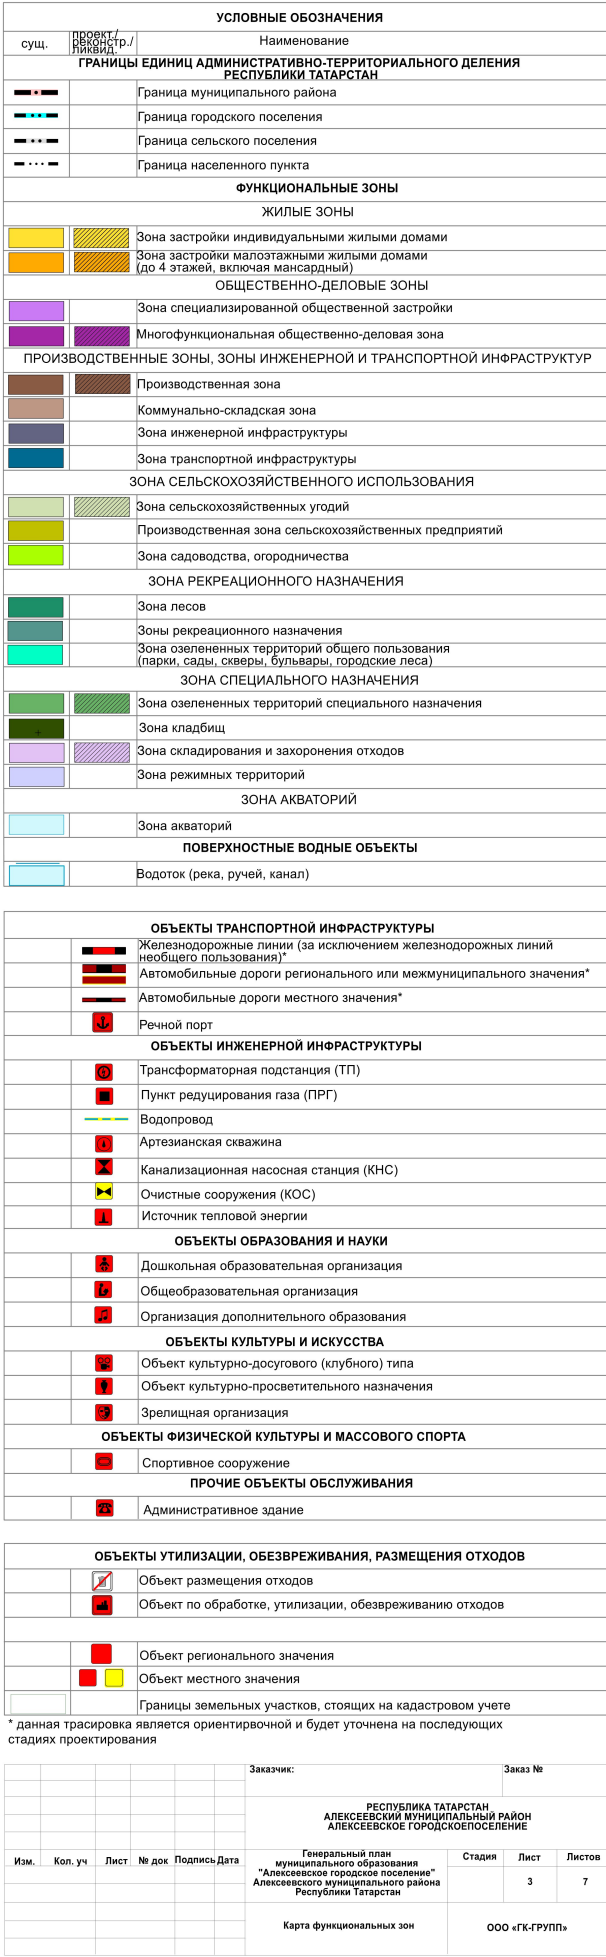 УСЛОВНЫЕ ОБОЗНАЧЕНИЯ
сущ.
проект./
реконстр./
ликвид.
Наименование
ГРАНИЦЫ ЕДИНИЦ АДМИНИСТРАТИВНО-ТЕРРИТОРИАЛЬНОГО ДЕЛЕНИЯ
РЕСПУБЛИКИ ТАТАРСТАН
Граница муниципального района
Граница городского поселения
Граница сельского поселения
Граница населенного пункта
ФУНКЦИОНАЛЬНЫЕ ЗОНЫ
ЖИЛЫЕ ЗОНЫ
Зона застройки индивидуальными жилыми домами
Зона застройки малоэтажными жилыми домами
(до 4 этажей, включая мансардный)
ОБЩЕСТВЕННО-ДЕЛОВЫЕ ЗОНЫ
Зона специализированной общественной застройки
Многофункциональная общественно-деловая зона
ПРОИЗВОДСТВЕННЫЕ ЗОНЫ, ЗОНЫ ИНЖЕНЕРНОЙ И ТРАНСПОРТНОЙ ИНФРАСТРУКТУР
Производственная зона
Коммунально-складская зона
Зона инженерной инфраструктуры
Зона транспортной инфраструктуры
ЗОНА СЕЛЬСКОХОЗЯЙСТВЕННОГО ИСПОЛЬЗОВАНИЯ
Зона сельскохозяйственных угодий
Производственная зона сельскохозяйственных предприятий
Зона садоводства, огородничества
ЗОНА РЕКРЕАЦИОННОГО НАЗНАЧЕНИЯ
Зона лесов
Зоны рекреационного назначения
Зона озелененных территорий общего пользования
(парки, сады, скверы, бульвары, городские леса)
ЗОНА СПЕЦИАЛЬНОГО НАЗНАЧЕНИЯ
Зона озелененных территорий специального назначения
Зона кладбищ
Зона складирования и захоронения отходов
Зона режимных территорий
ЗОНА АКВАТОРИЙ
Зона акваторий
ПОВЕРХНОСТНЫЕ ВОДНЫЕ ОБЪЕКТЫ
Водоток (река, ручей, канал)
ОБЪЕКТЫ ТРАНСПОРТНОЙ ИНФРАСТРУКТУРЫ
Железнодорожные линии (за исключением железнодорожных линий
необщего пользования)*
Автомобильные дороги регионального или межмуниципального значения*
Автомобильные дороги местного значения*
Речной порт
ОБЪЕКТЫ ИНЖЕНЕРНОЙ ИНФРАСТРУКТУРЫ
Трансформаторная подстанция (ТП)
Пункт редуцирования газа (ПРГ)
Водопровод
Артезианская скважина
Канализационная насосная станция (КНС)
Очистные сооружения (КОС)
Источник тепловой энергии
ОБЪЕКТЫ ОБРАЗОВАНИЯ И НАУКИ
Дошкольная образовательная организация
Общеобразовательная организация
Организация дополнительного образования
ОБЪЕКТЫ КУЛЬТУРЫ И ИСКУССТВА
Объект культурно-досугового (клубного) типа
Объект культурно-просветительного назначения
Зрелищная организация
ОБЪЕКТЫ ФИЗИЧЕСКОЙ КУЛЬТУРЫ И МАССОВОГО СПОРТА
Спортивное сооружение
ПРОЧИЕ ОБЪЕКТЫ ОБСЛУЖИВАНИЯ
Административное здание
ОБЪЕКТЫ УТИЛИЗАЦИИ, ОБЕЗВРЕЖИВАНИЯ, РАЗМЕЩЕНИЯ ОТХОДОВ
Объект размещения отходов
Объект по обработке, утилизации, обезвреживанию отходов
Объект регионального значения
Объект местного значения
Границы земельных участков, стоящих на кадастровом учете
* данная трасировка является ориентирвочной и будет уточнена на последующих
стадиях проектирования
Заказчик:
Заказ №
РЕСПУБЛИКА ТАТАРСТАН
АЛЕКСЕЕВСКИЙ МУНИЦИПАЛЬНЫЙ РАЙОН
АЛЕКСЕЕВСКОЕ ГОРОДСКОЕПОСЕЛЕНИЕ
Изм. Кол. уч Лист № док Подпись Дата
Генеральный план
муниципального образования
"Алексеевское городское поселение"
Алексеевского муниципального района
Республики Татарстан
Стадия Лист Листов
3 7
Карта функциональных зон
ООО «ГК-ГРУПП»